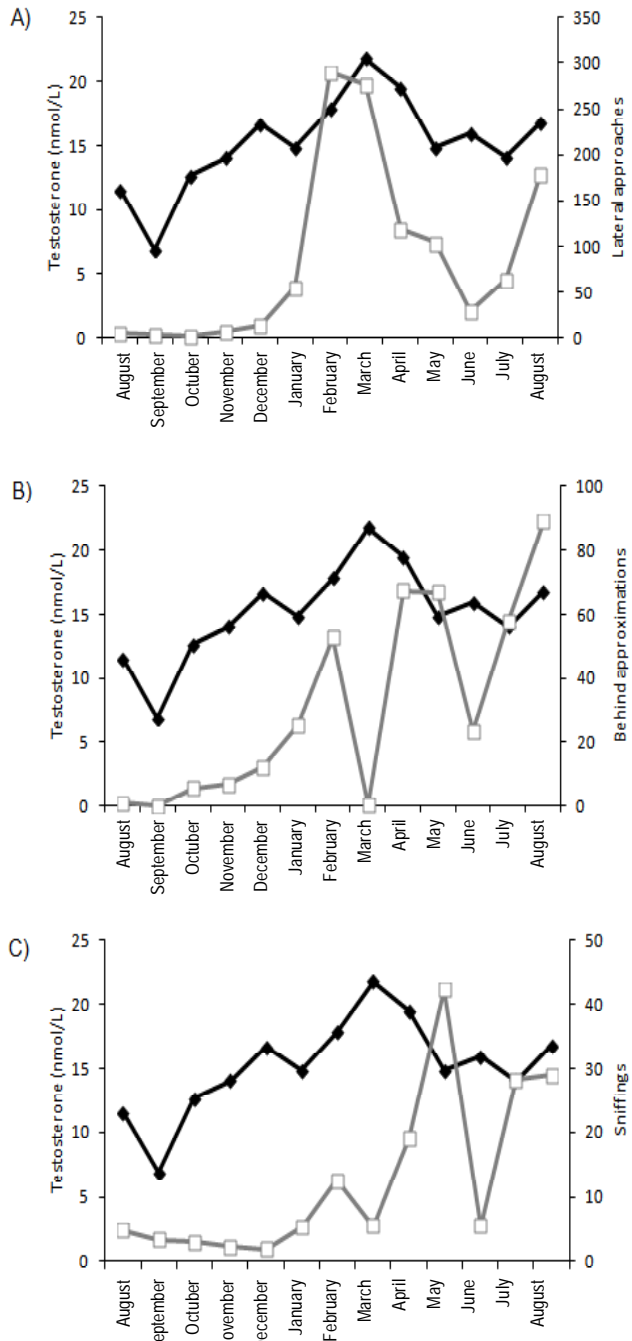 A)
25
20
15
10
5
0
Testosterone (nmol/L)
350
300
250
200
150
100
50
0
Lateral approaches
August
September
October
November
December
January
February
March
April
May
June
July
August
B)
25
20
15
10
5
0
Testosterone (nmol/L)
100
80
60
40
20
0
Behind approximations
August
September
October
November
December
January
February
March
April
May
June
July
August
C)
25
20
15
10
5
0
Testosterone (nmol/L)
50
40
30
20
10
0
Sniffings
August
eptember
October
ovember
ecember
January
February
March
April
May
June
July
August